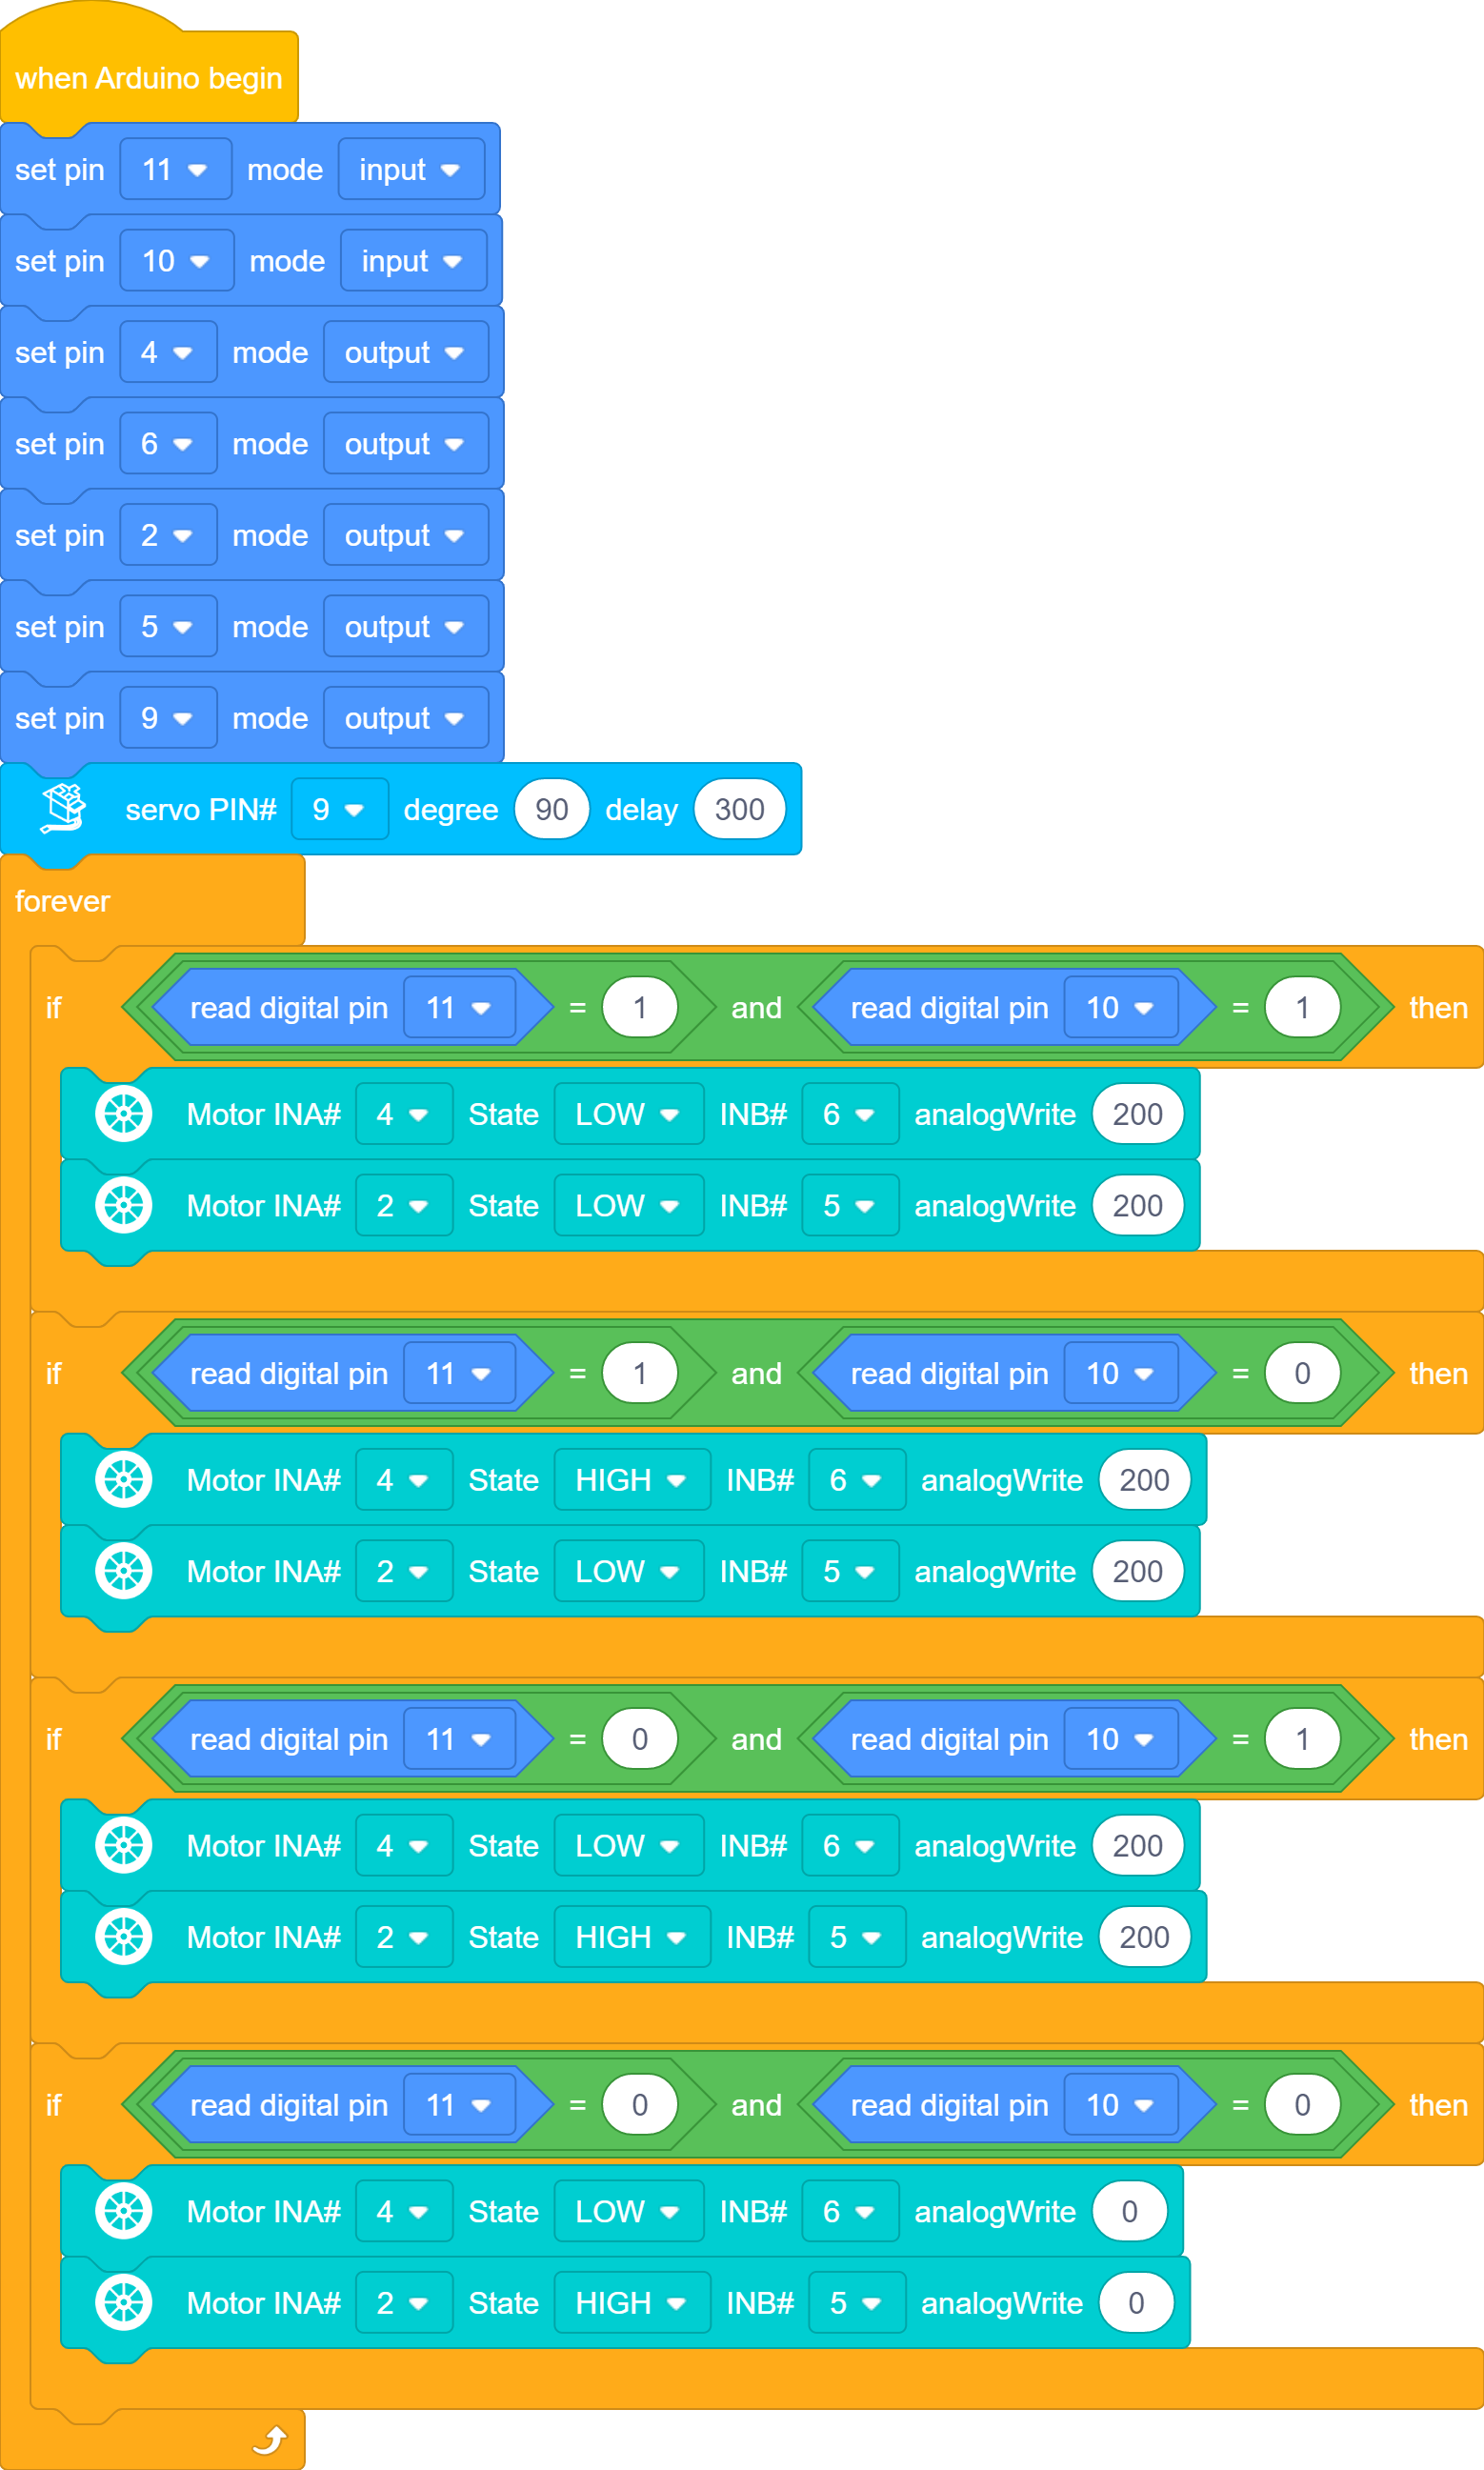 when Arduino begin
set pin 11 mode input
set pin 10 mode input
set pin 4 mode output
set pin 6 mode output
set pin 2 mode output
set pin 5 mode output
set pin 9 mode output
servo PIN# 9 degree 90 delay 300
forever
if read digital pin 11 = 1 and read digital pin 10 = 1 then
Motor INA# 4 State LOW INB# 6 analogWrite 200
Motor INA# 2 State LOW INB# 5 analogWrite 200
if read digital pin 11 = 1 and read digital pin 10 = 0 then
Motor INA# 4 State HIGH INB# 6 analogWrite 200
Motor INA# 2 State LOW INB# 5 analogWrite 200
if read digital pin 11 = 0 and read digital pin 10 = 1 then
Motor INA# 4 State LOW INB# 6 analogWrite 200
Motor INA# 2 State HIGH INB# 5 analogWrite 200
if read digital pin 11 = 0 and read digital pin 10 = 0 then
Motor INA# 4 State LOW INB# 6 analogWrite 0
Motor INA# 2 State HIGH INB# 5 analogWrite 0